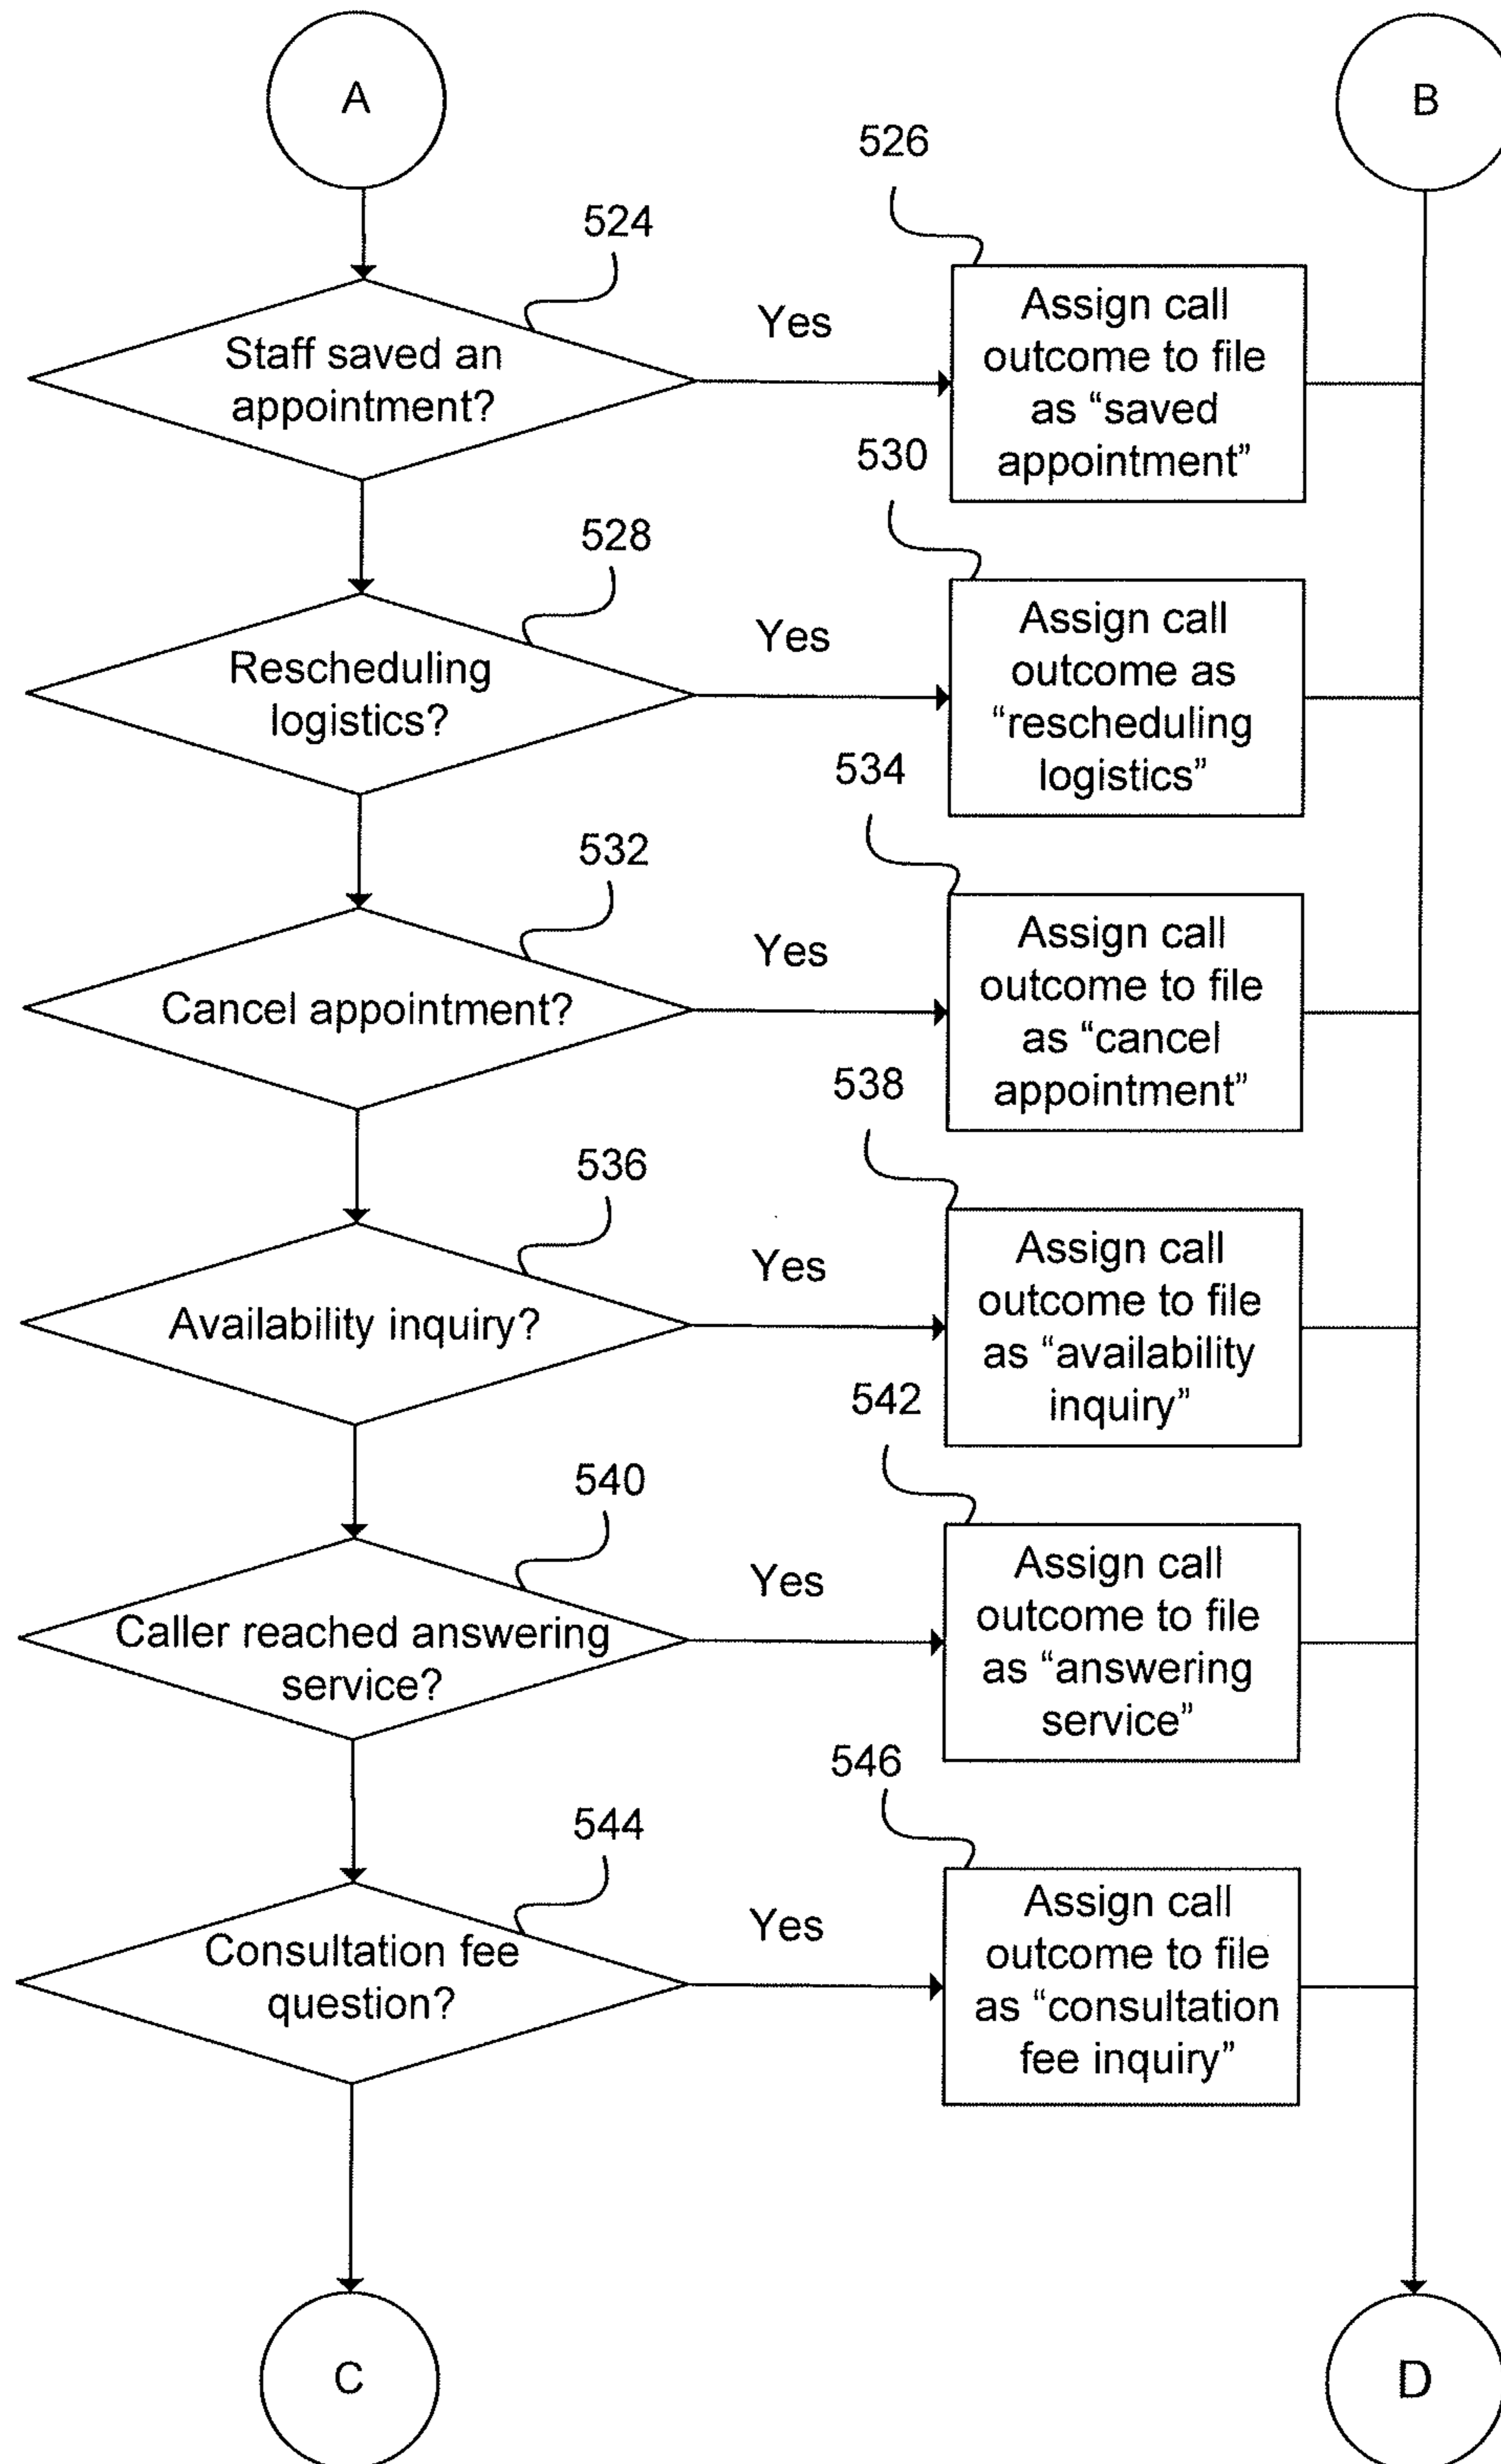 A
B
526
524
Yes
Staff saved an
appointment?
Assign call
outcome to file
as “saved
appointment”
530
528
Yes
Rescheduling
logistics?
Assign call
outcome as
“rescheduling
logistics”
534
532
Yes
Cancel appointment?
Assign call
outcome to file
as “cancel
appointment”
538
536
Yes
Availability inquiry?
Assign call
outcome to file
as “availability
inquiry”
542
540
Yes
Caller reached answering
service?
Assign call
outcome to file
as “answering
service”
546
544
Yes
Consultation fee
question?
Assign call
outcome to file
as “consultation
fee inquiry”
C
D